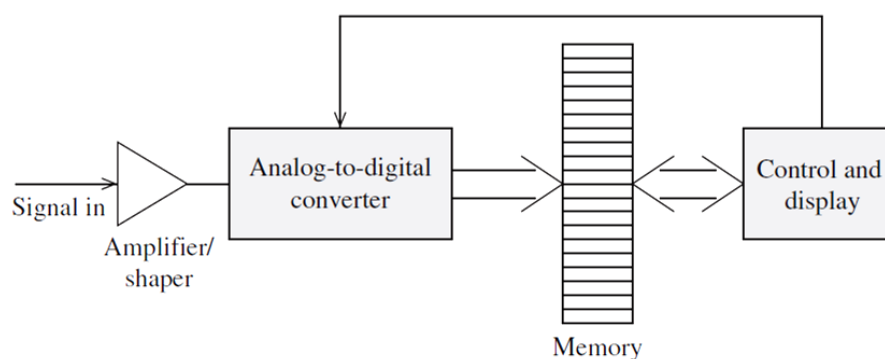 Signal in
Amplifier/
shaper
Analog-to-digital
converter
Memory
Control and
display